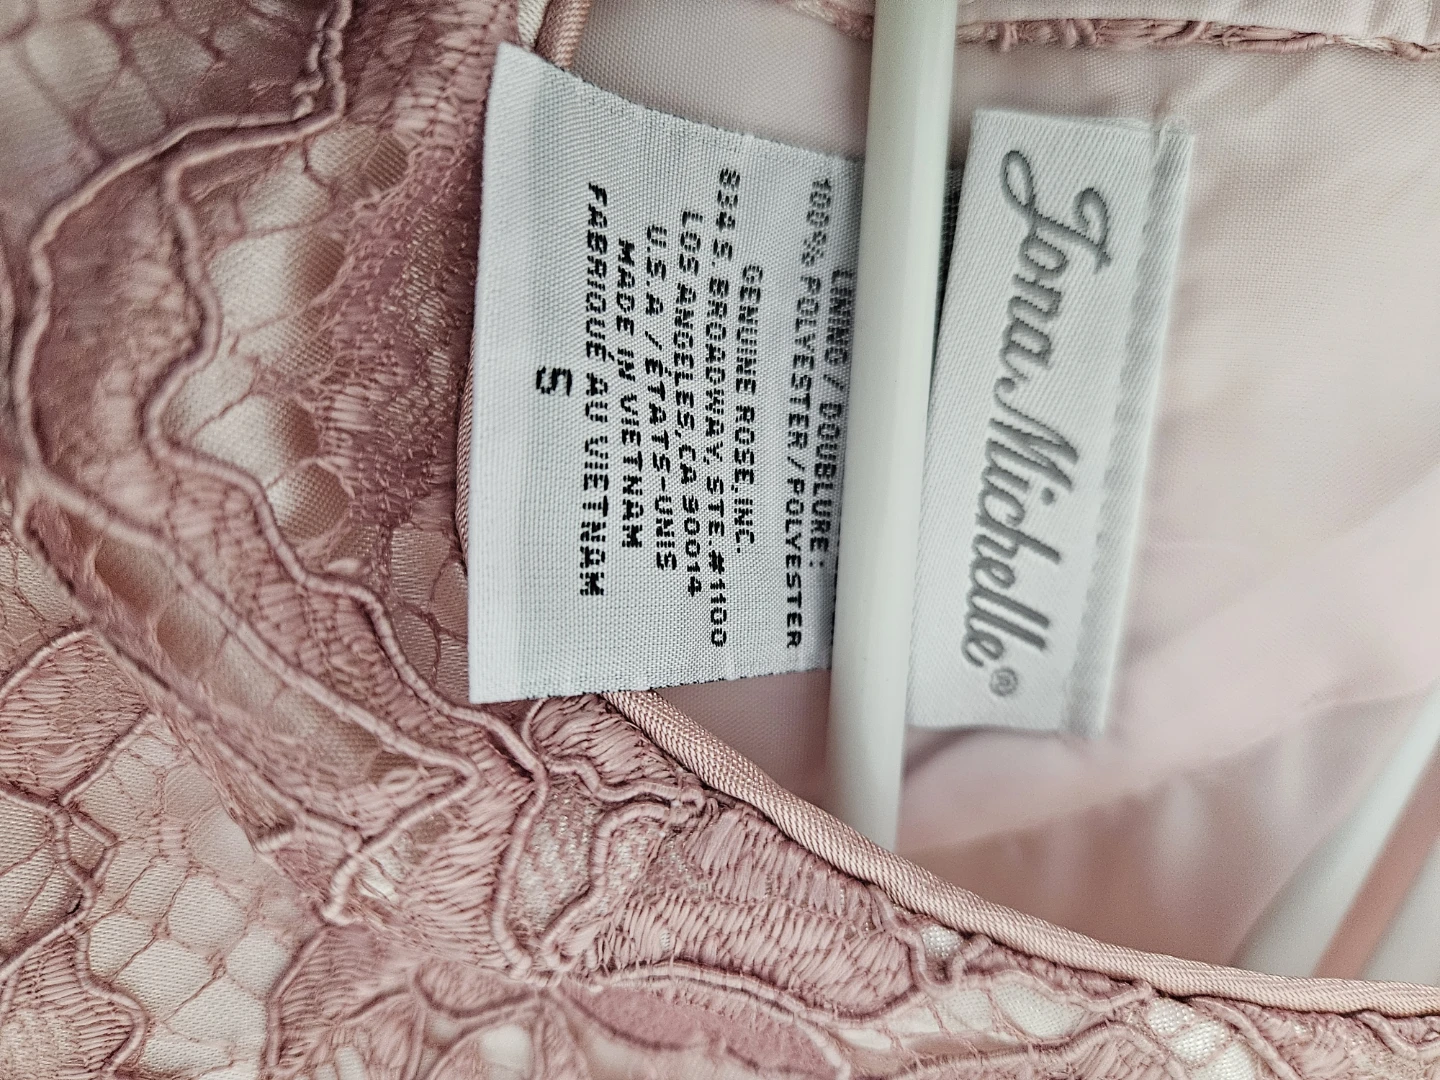 Jona Michelle®
LINING / DOUBLURE:
100% POLYESTER/POLYESTER
GENUINE ROSE, INC.
834 S. BROADWAY, STE. #1100
LOS ANGELES, CA 90014
U.S.A / ÉTATS-UNIS
MADE IN VIETNAM
FABRIQUÉ AU VIETNAM
5